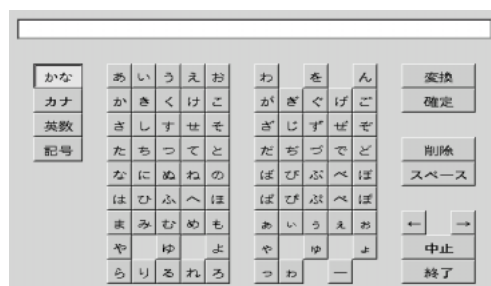 かな あ い う え お わ を ん 変換
カナ か き く け こ が ぎ ぐ げ ご 確定
英数 さ し す せ そ ざ じ ず ぜ ぞ
記号 た ち つ て と だ ぢ づ で ど 削除
な に ぬ ね の ば び ぶ べ ぼ スペース
は ひ ふ へ ほ ぱ ぴ ぷ ぺ ぽ
ま み む め も ぁ ぃ ぅ ぇ ぉ ← →
や ゆ よ ゃ ゅ ょ 中止
ら り る れ ろ っ ゎ ー 終了